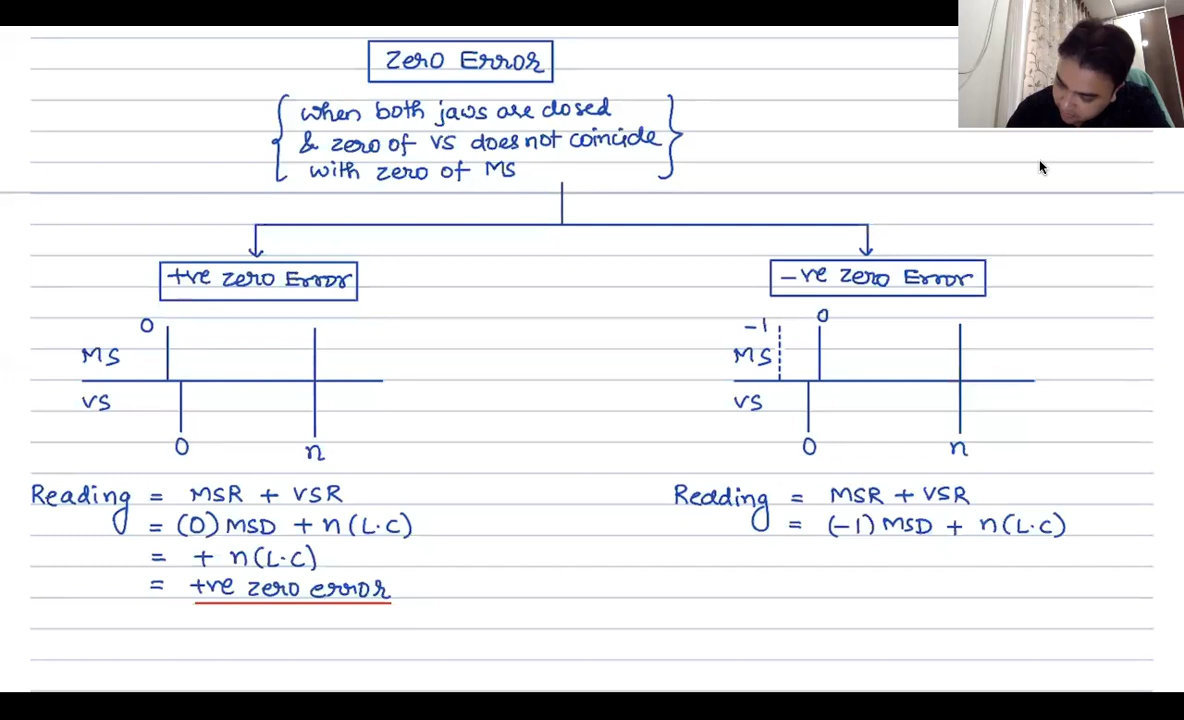 Zero Error
when both jaws are closed
& zero of VS does not coincide
with zero of MS
+ve zero Error
0
MS
VS
0 n
Reading = MSR + VSR
= (0) MSD + n(L.C)
= + n(L.C)
= +ve zero error
-ve zero Error
-1 0
MS
VS
0 n
Reading = MSR + VSR
= (-1) MSD + n(L.C)